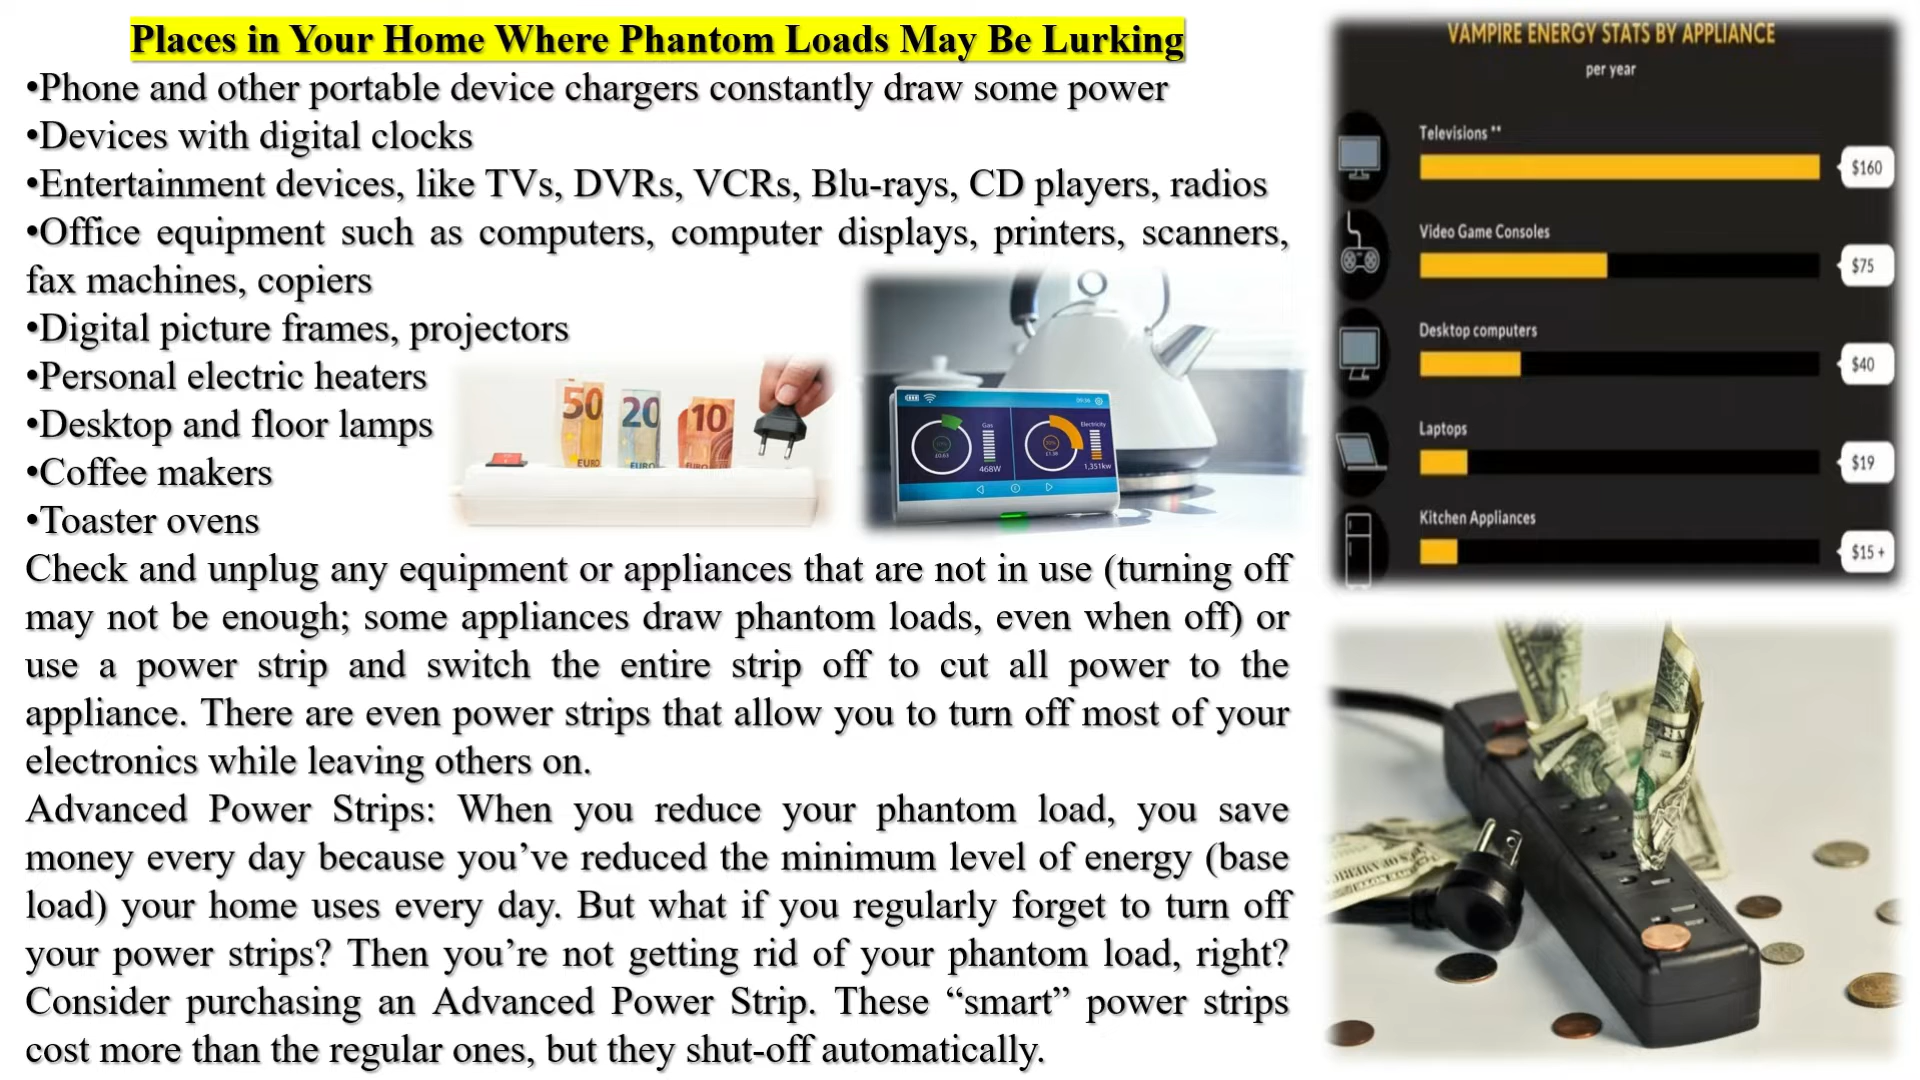 Places in Your Home Where Phantom Loads May Be Lurking
•Phone and other portable device chargers constantly draw some power
•Devices with digital clocks
•Entertainment devices, like TVs, DVRs, VCRs, Blu-rays, CD players, radios
•Office equipment such as computers, computer displays, printers, scanners,
fax machines, copiers
•Digital picture frames, projectors
•Personal electric heaters
•Desktop and floor lamps
•Coffee makers
•Toaster ovens
Check and unplug any equipment or appliances that are not in use (turning off
may not be enough; some appliances draw phantom loads, even when off) or
use a power strip and switch the entire strip off to cut all power to the
appliance. There are even power strips that allow you to turn off most of your
electronics while leaving others on.
Advanced Power Strips: When you reduce your phantom load, you save
money every day because you’ve reduced the minimum level of energy (base
load) your home uses every day. But what if you regularly forget to turn off
your power strips? Then you’re not getting rid of your phantom load, right?
Consider purchasing an Advanced Power Strip. These “smart” power strips
cost more than the regular ones, but they shut-off automatically.
50
20
10
EURO
EURO
EURO
Gas
468W
Electricity
1,351kw
VAMPIRE ENERGY STATS BY APPLIANCE
per year
Televisions **
$160
Video Game Consoles
$75
Desktop computers
$40
Laptops
$19
Kitchen Appliances
$15 +